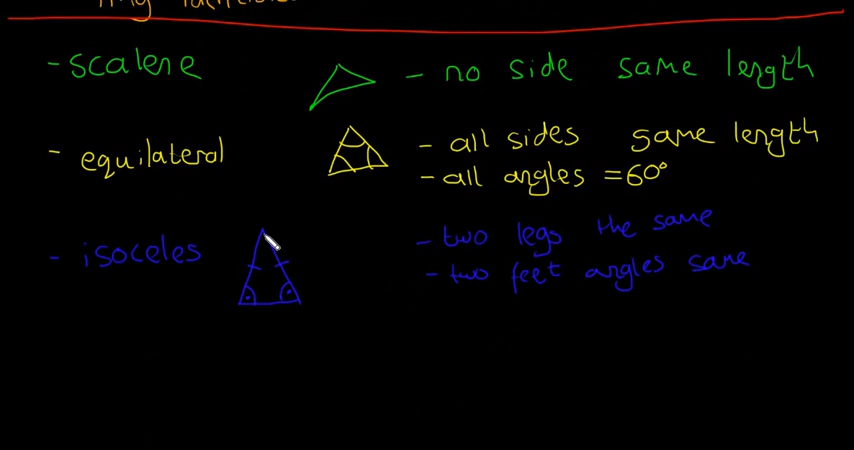 - scalene - no side same length
- equilateral - all sides same length
- all angles = 60°
- isoceles - two legs the same
- two feet angles same